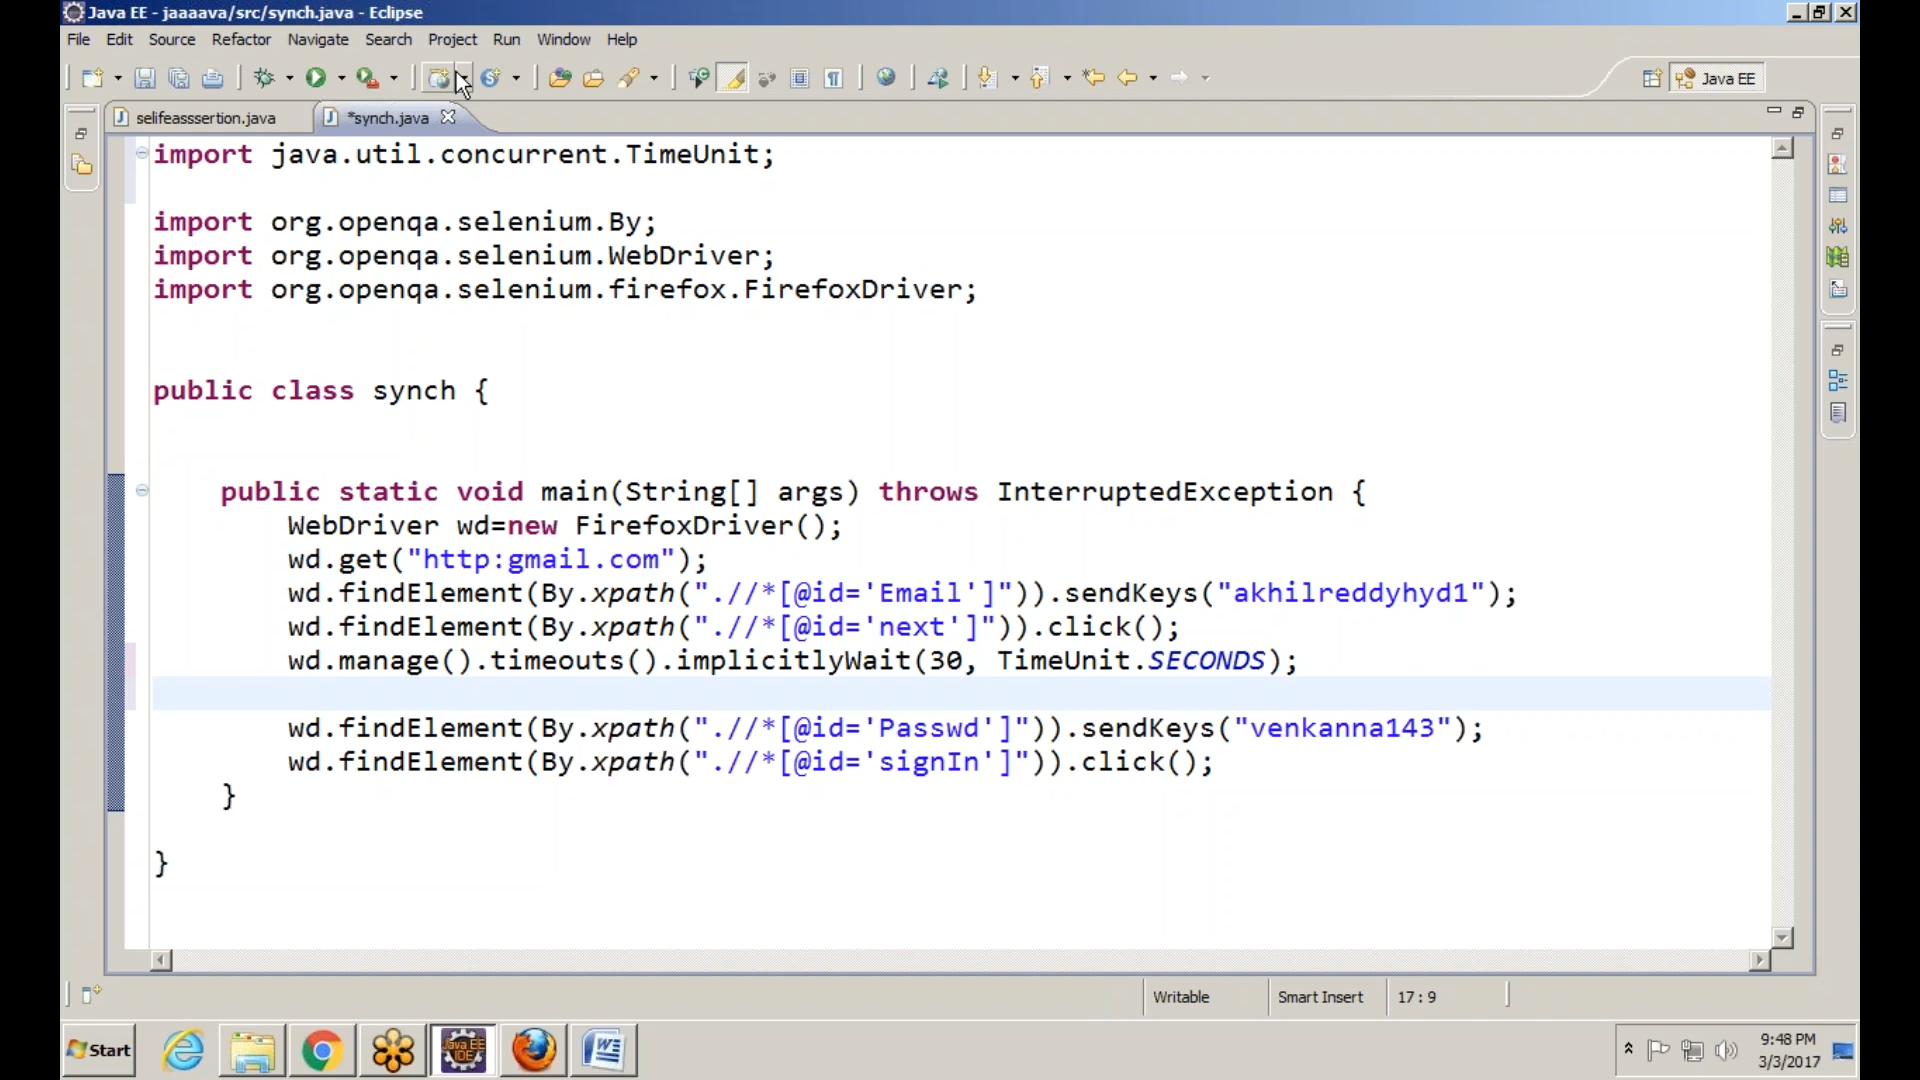 Java EE - jaaaava/src/synch.java - Eclipse
File Edit Source Refactor Navigate Search Project Run Window Help
Java EE
selifeasssertion.java
*synch.java
import java.util.concurrent.TimeUnit;
import org.openqa.selenium.By;
import org.openqa.selenium.WebDriver;
import org.openqa.selenium.firefox.FirefoxDriver;
public class synch {
public static void main(String[] args) throws InterruptedException {
WebDriver wd=new FirefoxDriver();
wd.get("http:gmail.com");
wd.findElement(By.xpath(".//*[@id='Email']")).sendKeys("akhilreddyhyd1");
wd.findElement(By.xpath(".//*[@id='next']")).click();
wd.manage().timeouts().implicitlyWait(30, TimeUnit.SECONDS);
wd.findElement(By.xpath(".//*[@id='Passwd']")).sendKeys("venkanna143");
wd.findElement(By.xpath(".//*[@id='signIn']")).click();
}
}
Writable Smart Insert 17 : 9
Start
Java EE
IDE
9:48 PM
3/3/2017